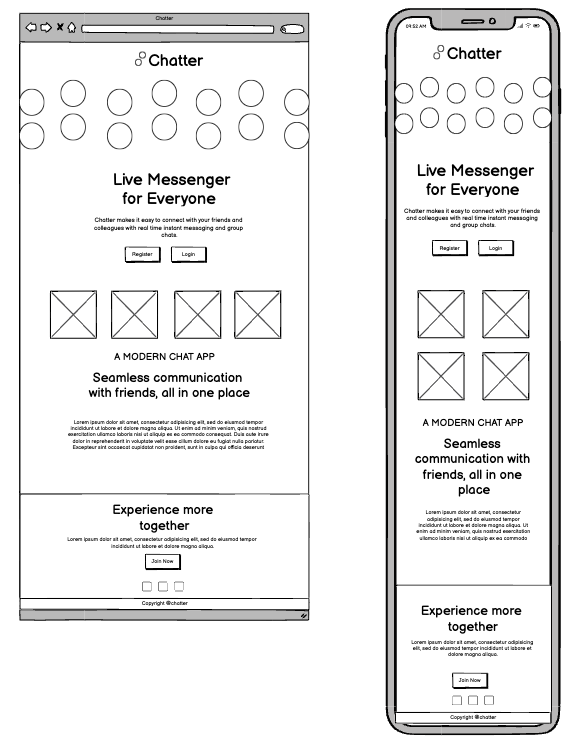 Chatter
Chatter
Live Messenger
for Everyone
Chatter makes it easy to connect with your friends and
colleagues with real time instant messaging and group
chats.
Register
Login
A MODERN CHAT APP
Seamless communication
with friends, all in one place
Lorem ipsum dolor sit amet, consectetur adipiscing elit, sed do eiusmod tempor
incididunt ut labore et dolore magna aliqua. Ut enim ad minim veniam, quis nostrud
exercitation ullamco laboris nisi ut aliquip ex ea commodo consequat. Duis aute irure
dolor in reprehenderit in voluptate velit esse cillum dolore eu fugiat nulla pariatur.
Excepteur sint occaecat cupidatat non proident, sunt in culpa qui officia deserunt
Experience more
together
Lorem ipsum dolor sit amet, consectetur adipiscing elit, sed do eiusmod tempor
incididunt ut labore et dolore magna aliqua.
Join Now
Copyright @chatter
09:52 AM
Chatter
Live Messenger
for Everyone
Chatter makes it easy to connect with your friends
and colleagues with real time instant messaging
and group chats.
Register
Login
A MODERN CHAT APP
Seamless
communication with
friends, all in one
place
Lorem ipsum dolor sit amet, consectetur
adipiscing elit, sed do eiusmod tempor
incididunt ut labore et dolore magna aliqua. Ut
enim ad minim veniam, quis nostrud exercitation
ullamco laboris nisi ut aliquip ex ea commodo
Experience more
together
Lorem ipsum dolor sit amet, consectetur adipiscing elit,
sed do eiusmod tempor incididunt ut labore et
dolore magna aliqua.
Join Now
Copyright @chatter